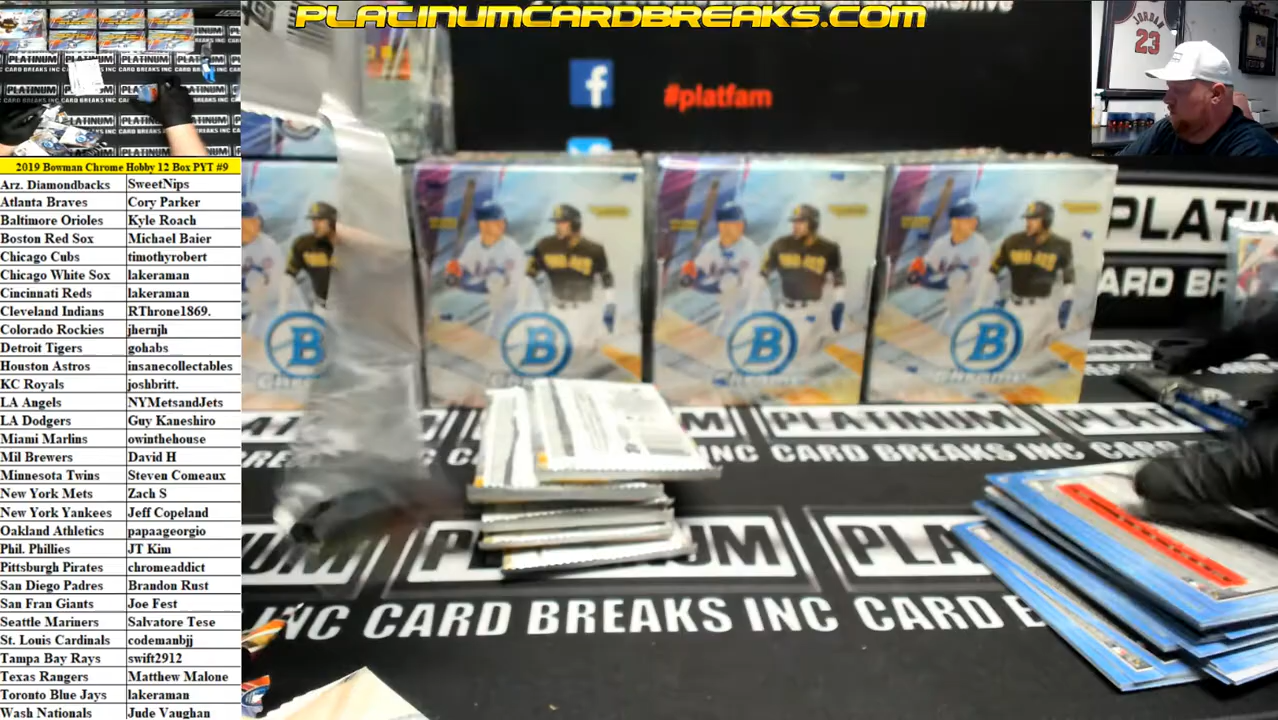 PLATINUMCARDBREAKS.COM
#platfam
JORDAN
23
2019 Bowman Chrome Hobby 12 Box PYT #9
Arz. Diamondbacks SweetNips
Atlanta Braves Cory Parker
Baltimore Orioles Kyle Roach
Boston Red Sox Michael Baier
Chicago Cubs timothyrobert
Chicago White Sox lakeraman
Cincinnati Reds lakeraman
Cleveland Indians RThrone1869.
Colorado Rockies jhernjh
Detroit Tigers gohabs
Houston Astros insanecollectables
KC Royals joshbritt.
LA Angels NYMetsandJets
LA Dodgers Guy Kaneshiro
Miami Marlins owinthehouse
Mil Brewers David H
Minnesota Twins Steven Comeaux
New York Mets Zach S
New York Yankees Jeff Copeland
Oakland Athletics papaageorgio
Phil. Phillies JT Kim
Pittsburgh Pirates chromeaddict
San Diego Padres Brandon Rust
San Fran Giants Joe Fest
Seattle Mariners Salvatore Tese
St. Louis Cardinals codemanbjj
Tampa Bay Rays swift2912
Texas Rangers Matthew Malone
Toronto Blue Jays lakeraman
Wash Nationals Jude Vaughan
B B B
PLATINUM PLATINUM
CARD BREAKS INC CARD BREAKS INC
INC CARD BREAKS INC CARD